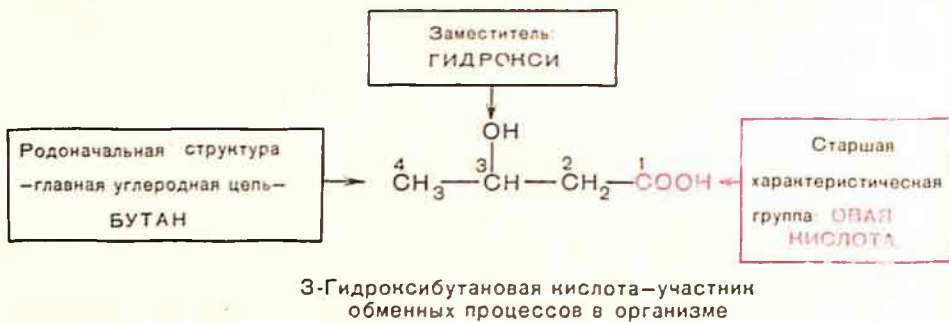 Заместитель:
ГИДРОКСИ
OH
Родоначальная структура
–главная углеродная цепь–
БУТАН
4 3 2 1
CH3—CH—CH2—COOH
Старшая
характеристическая
группа: ОВАЯ
КИСЛОТА
3-Гидроксибутановая кислота–участник
обменных процессов в организме